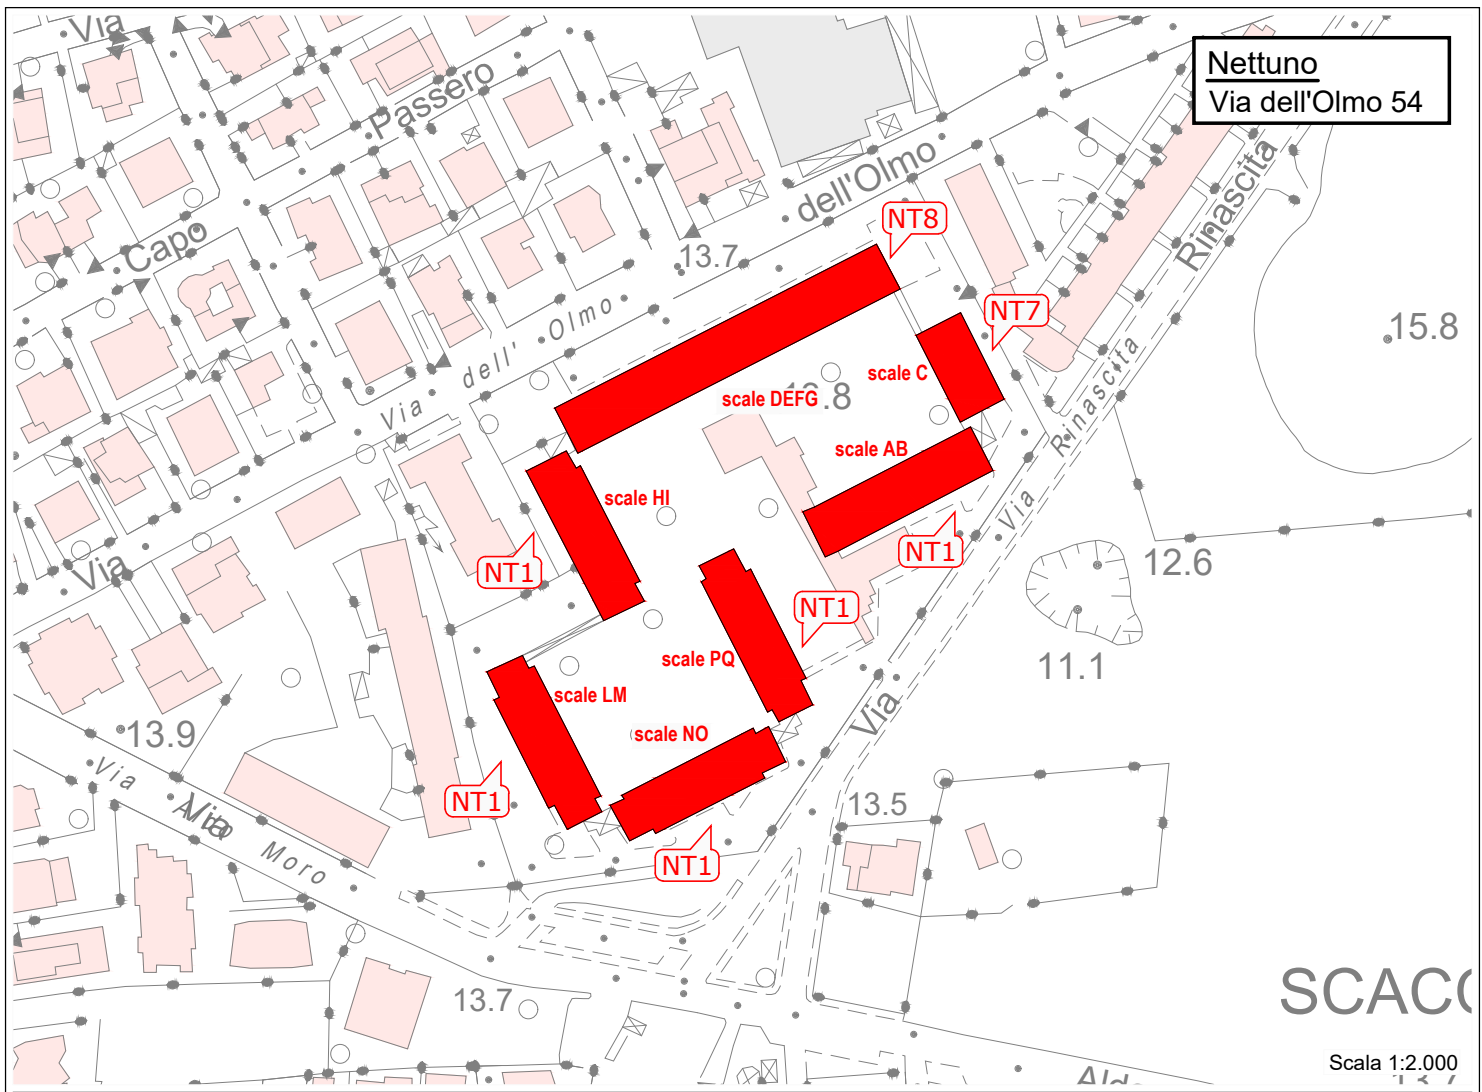 Via
Nettuno
Via dell'Olmo 54
Passero
Capo
dell'Olmo
Rinascita
NT8
13.7
NT7
Via dell' Olmo
15.8
scale C
scale DEFG
.8
scale AB
Via Rinascita
scale HI
NT1
NT1
Via
12.6
NT1
11.1
scale PQ
scale LM
scale NO
Via
13.9
Via Aldo Moro
Via
NT1
13.5
NT1
13.7
SCACC
Scala 1:2.000